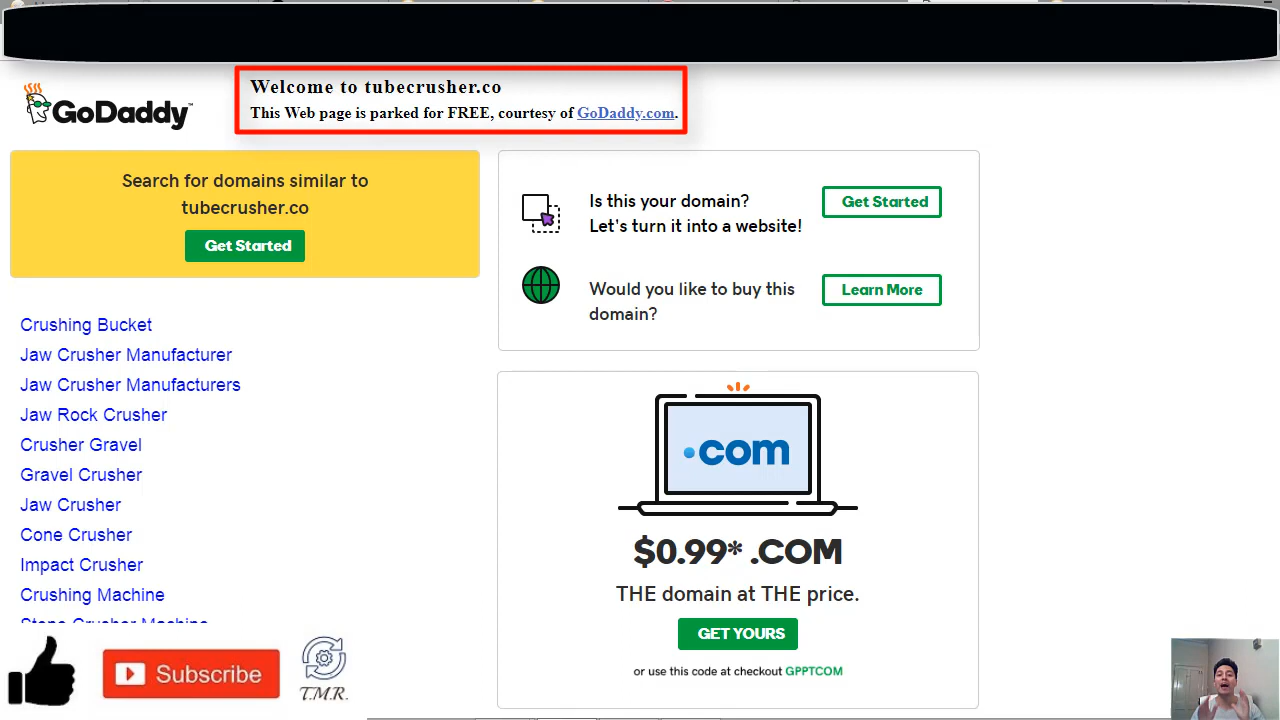 GoDaddy™
Welcome to tubecrusher.co
This Web page is parked for FREE, courtesy of GoDaddy.com.
Search for domains similar to
tubecrusher.co
Get Started
Is this your domain?
Let's turn it into a website!
Get Started
Would you like to buy this
domain?
Learn More
Crushing Bucket
Jaw Crusher Manufacturer
Jaw Crusher Manufacturers
Jaw Rock Crusher
Crusher Gravel
Gravel Crusher
Jaw Crusher
Cone Crusher
Impact Crusher
Crushing Machine
Stone Crusher Machine
.com
$0.99* .COM
THE domain at THE price.
GET YOURS
or use this code at checkout GPPTCOM
Subscribe
T.M.R.